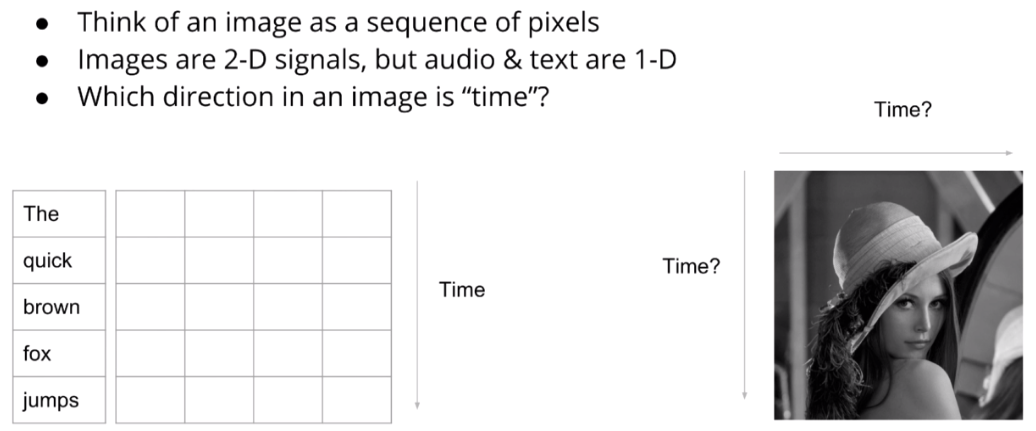 ● Think of an image as a sequence of pixels
● Images are 2-D signals, but audio & text are 1-D
● Which direction in an image is “time”?
Time?
The
quick
brown
fox
jumps
Time
Time?